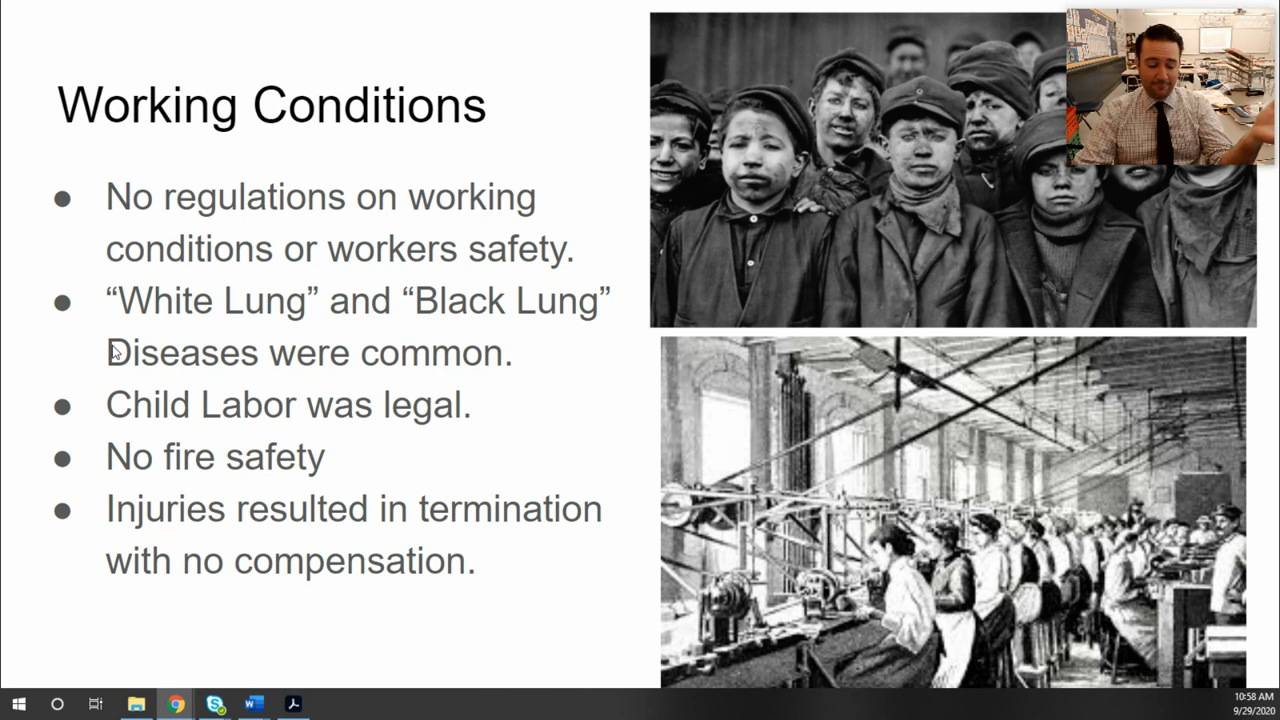 Working Conditions
● No regulations on working
conditions or workers safety.
● “White Lung” and “Black Lung”
Diseases were common.
● Child Labor was legal.
● No fire safety
● Injuries resulted in termination
with no compensation.
10:58 AM
9/29/2020